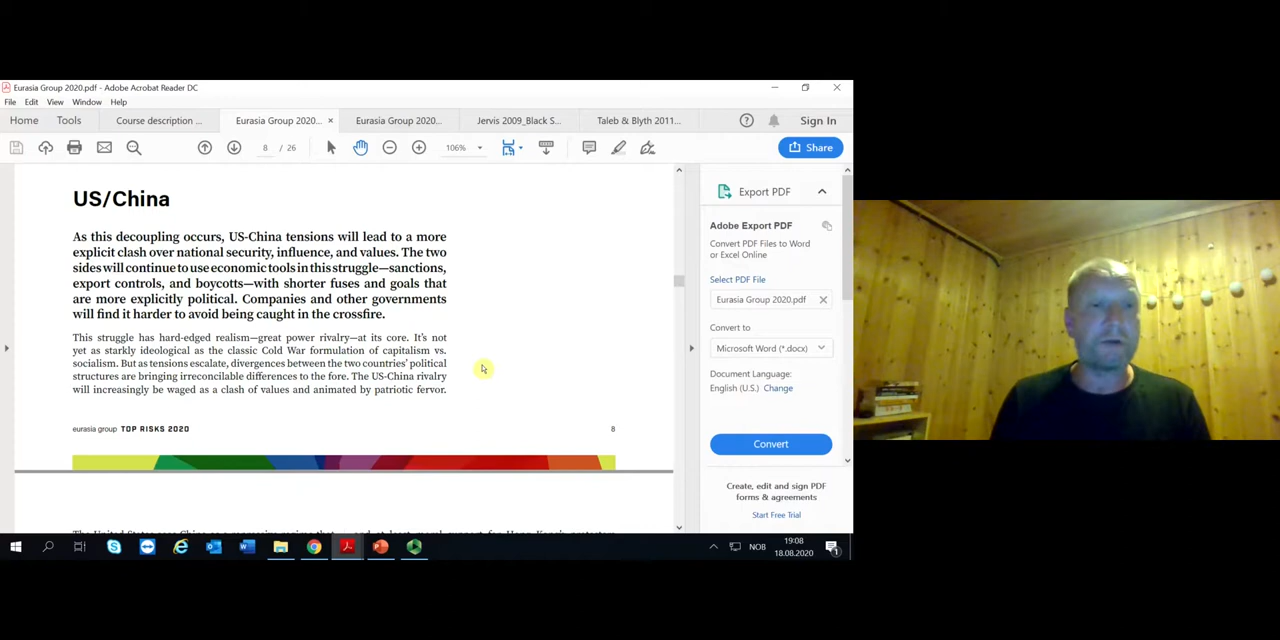 Eurasia Group 2020.pdf - Adobe Acrobat Reader DC
File Edit View Window Help
Home Tools Course description ... Eurasia Group 2020... × Eurasia Group 2020... Jervis 2009_Black S... Taleb & Blyth 2011... Sign In
8 / 26 106% Share
US/China
As this decoupling occurs, US-China tensions will lead to a more
explicit clash over national security, influence, and values. The two
sides will continue to use economic tools in this struggle—sanctions,
export controls, and boycotts—with shorter fuses and goals that
are more explicitly political. Companies and other governments
will find it harder to avoid being caught in the crossfire.
This struggle has hard-edged realism—great power rivalry—at its core. It's not
yet as starkly ideological as the classic Cold War formulation of capitalism vs.
socialism. But as tensions escalate, divergences between the two countries' political
structures are bringing irreconcilable differences to the fore. The US-China rivalry
will increasingly be waged as a clash of values and animated by patriotic fervor.
eurasia group TOP RISKS 2020 8
Export PDF
Adobe Export PDF
Convert PDF Files to Word
or Excel Online
Select PDF File
Eurasia Group 2020.pdf
Convert to
Microsoft Word (*.docx)
Document Language:
English (U.S.) Change
Convert
Create, edit and sign PDF
forms & agreements
Start Free Trial
NOB
19:08
18.08.2020